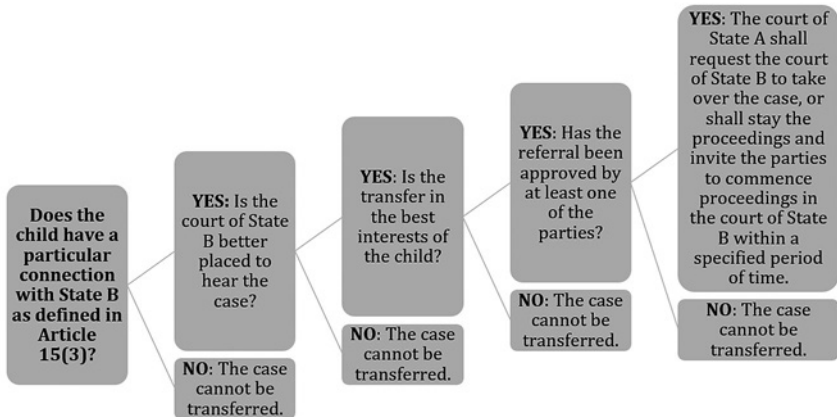 Does the
child have a
particular
connection
with State B
as defined in
Article
15(3)?
YES: Is the
court of State
B better
placed to
hear the
case?
NO: The case
cannot be
transferred.
YES: Is the
transfer in
the best
interests of
the child?
NO: The case
cannot be
transferred.
YES: Has the
referral been
approved by
at least one
of the
parties?
NO: The case
cannot be
transferred.
YES: The court of
State A shall
request the court
of State B to take
over the case, or
shall stay the
proceedings and
invite the parties
to commence
proceedings in
the court of State
B within a
specified period
of time.
NO: The case
cannot be
transferred.